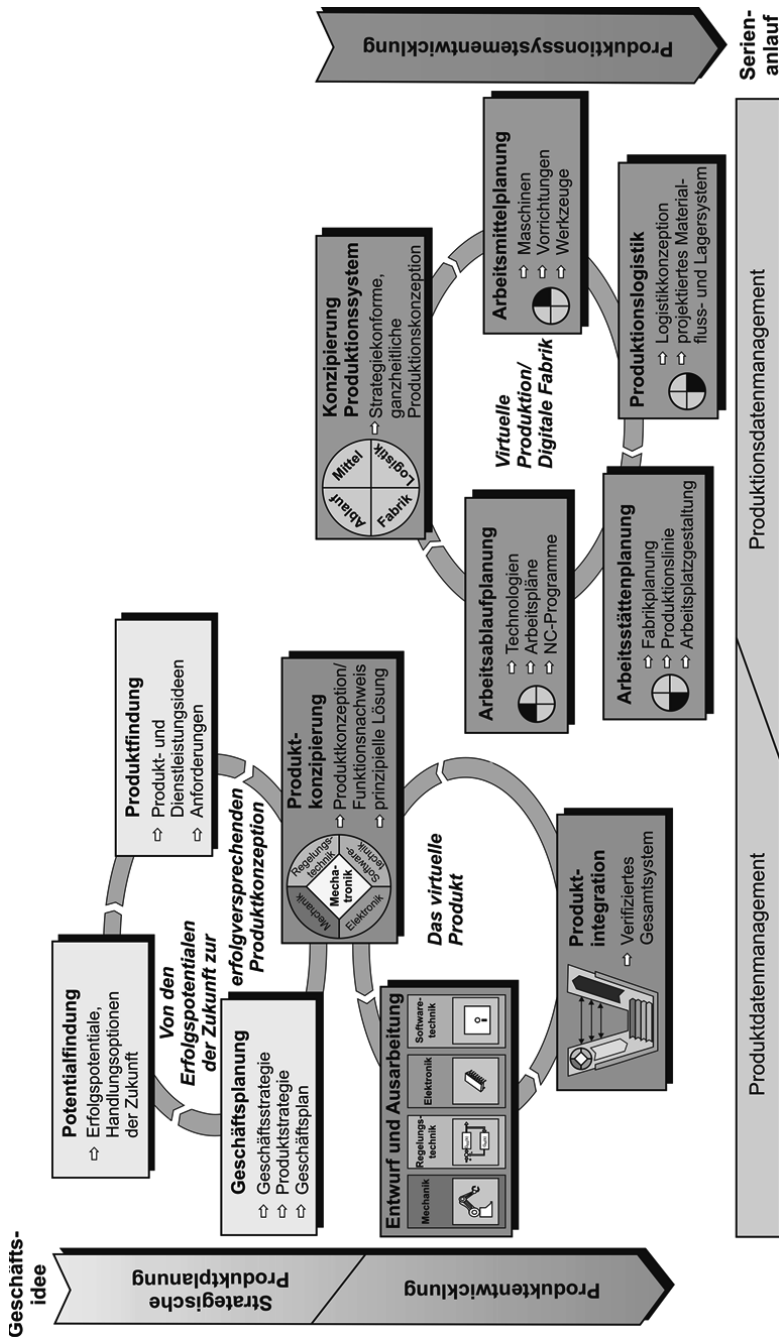 Geschäfts-
idee
Strategische
Produktplanung
Produktentwicklung
Potentialfindung
Erfolgspotentiale,
Handlungsoptionen
der Zukunft
Produktfindung
Produkt- und
Dienstleistungsideen
Anforderungen
Von den
Erfolgspotentialen
der Zukunft zur
erfolgversprechenden
Produktkonzeption
Geschäftsplanung
Geschäftsstrategie
Produktstrategie
Geschäftsplan
Produkt-
konzipierung
Produktkonzeption/
Funktionsnachweis
prinzipielle Lösung
Mechanik
Regelungs-
technik
Mecha-
tronik
Elektronik
Software-
technik
Das virtuelle
Produkt
Entwurf und Ausarbeitung
Mechanik
Regelungs-
technik
Elektronik
Software-
technik
Produkt-
integration
Verifiziertes
Gesamtsystem
Konzipierung
Produktionssystem
Strategiekonforme,
ganzheitliche
Produktionskonzeption
Ablauf
Mittel
Fabrik
Logistik
Arbeitsablaufplanung
Technologien
Arbeitspläne
NC-Programme
Virtuelle
Produktion/
Digitale Fabrik
Arbeitsmittelplanung
Maschinen
Vorrichtungen
Werkzeuge
Arbeitsstättenplanung
Fabrikplanung
Produktionslinie
Arbeitsplatzgestaltung
Produktionslogistik
Logistikkonzeption
projektiertes Material-
fluss- und Lagersystem
Produktionssystementwicklung
Serien-
anlauf
Produktdatenmanagement
Produktionsdatenmanagement